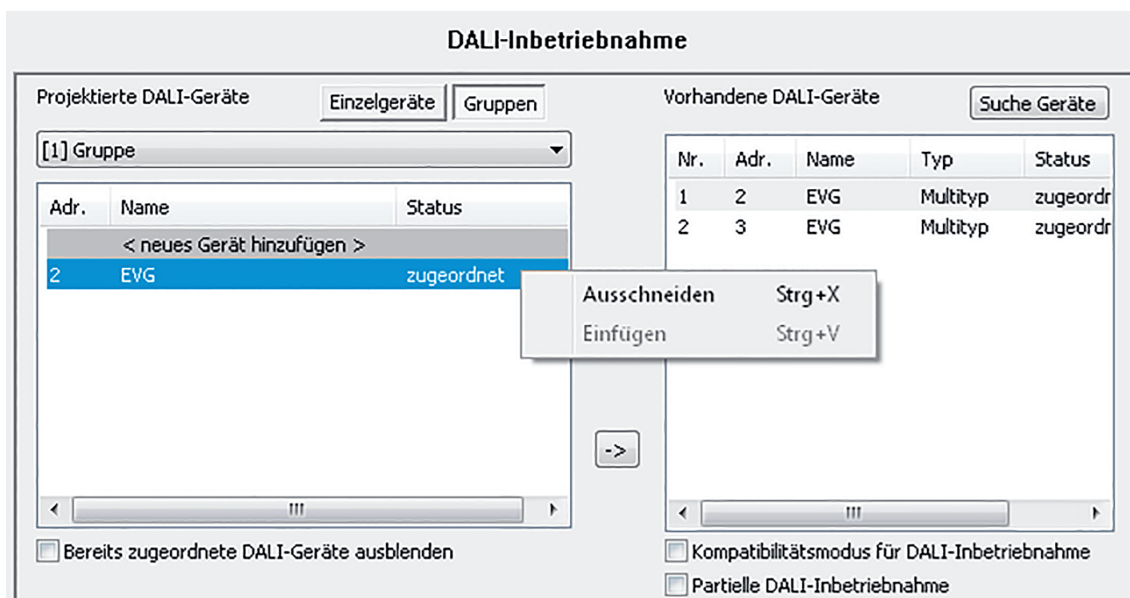 DALI-Inbetriebnahme
Projektierte DALI-Geräte
Einzelgeräte
Gruppen
[1] Gruppe
Adr. Name Status
< neues Gerät hinzufügen >
2 EVG zugeordnet
Ausschneiden Strg+X
Einfügen Strg+V
->
Bereits zugeordnete DALI-Geräte ausblenden
Vorhandene DALI-Geräte
Suche Geräte
Nr. Adr. Name Typ Status
1 2 EVG Multityp zugeordr
2 3 EVG Multityp zugeordr
Kompatibilitätsmodus für DALI-Inbetriebnahme
Partielle DALI-Inbetriebnahme